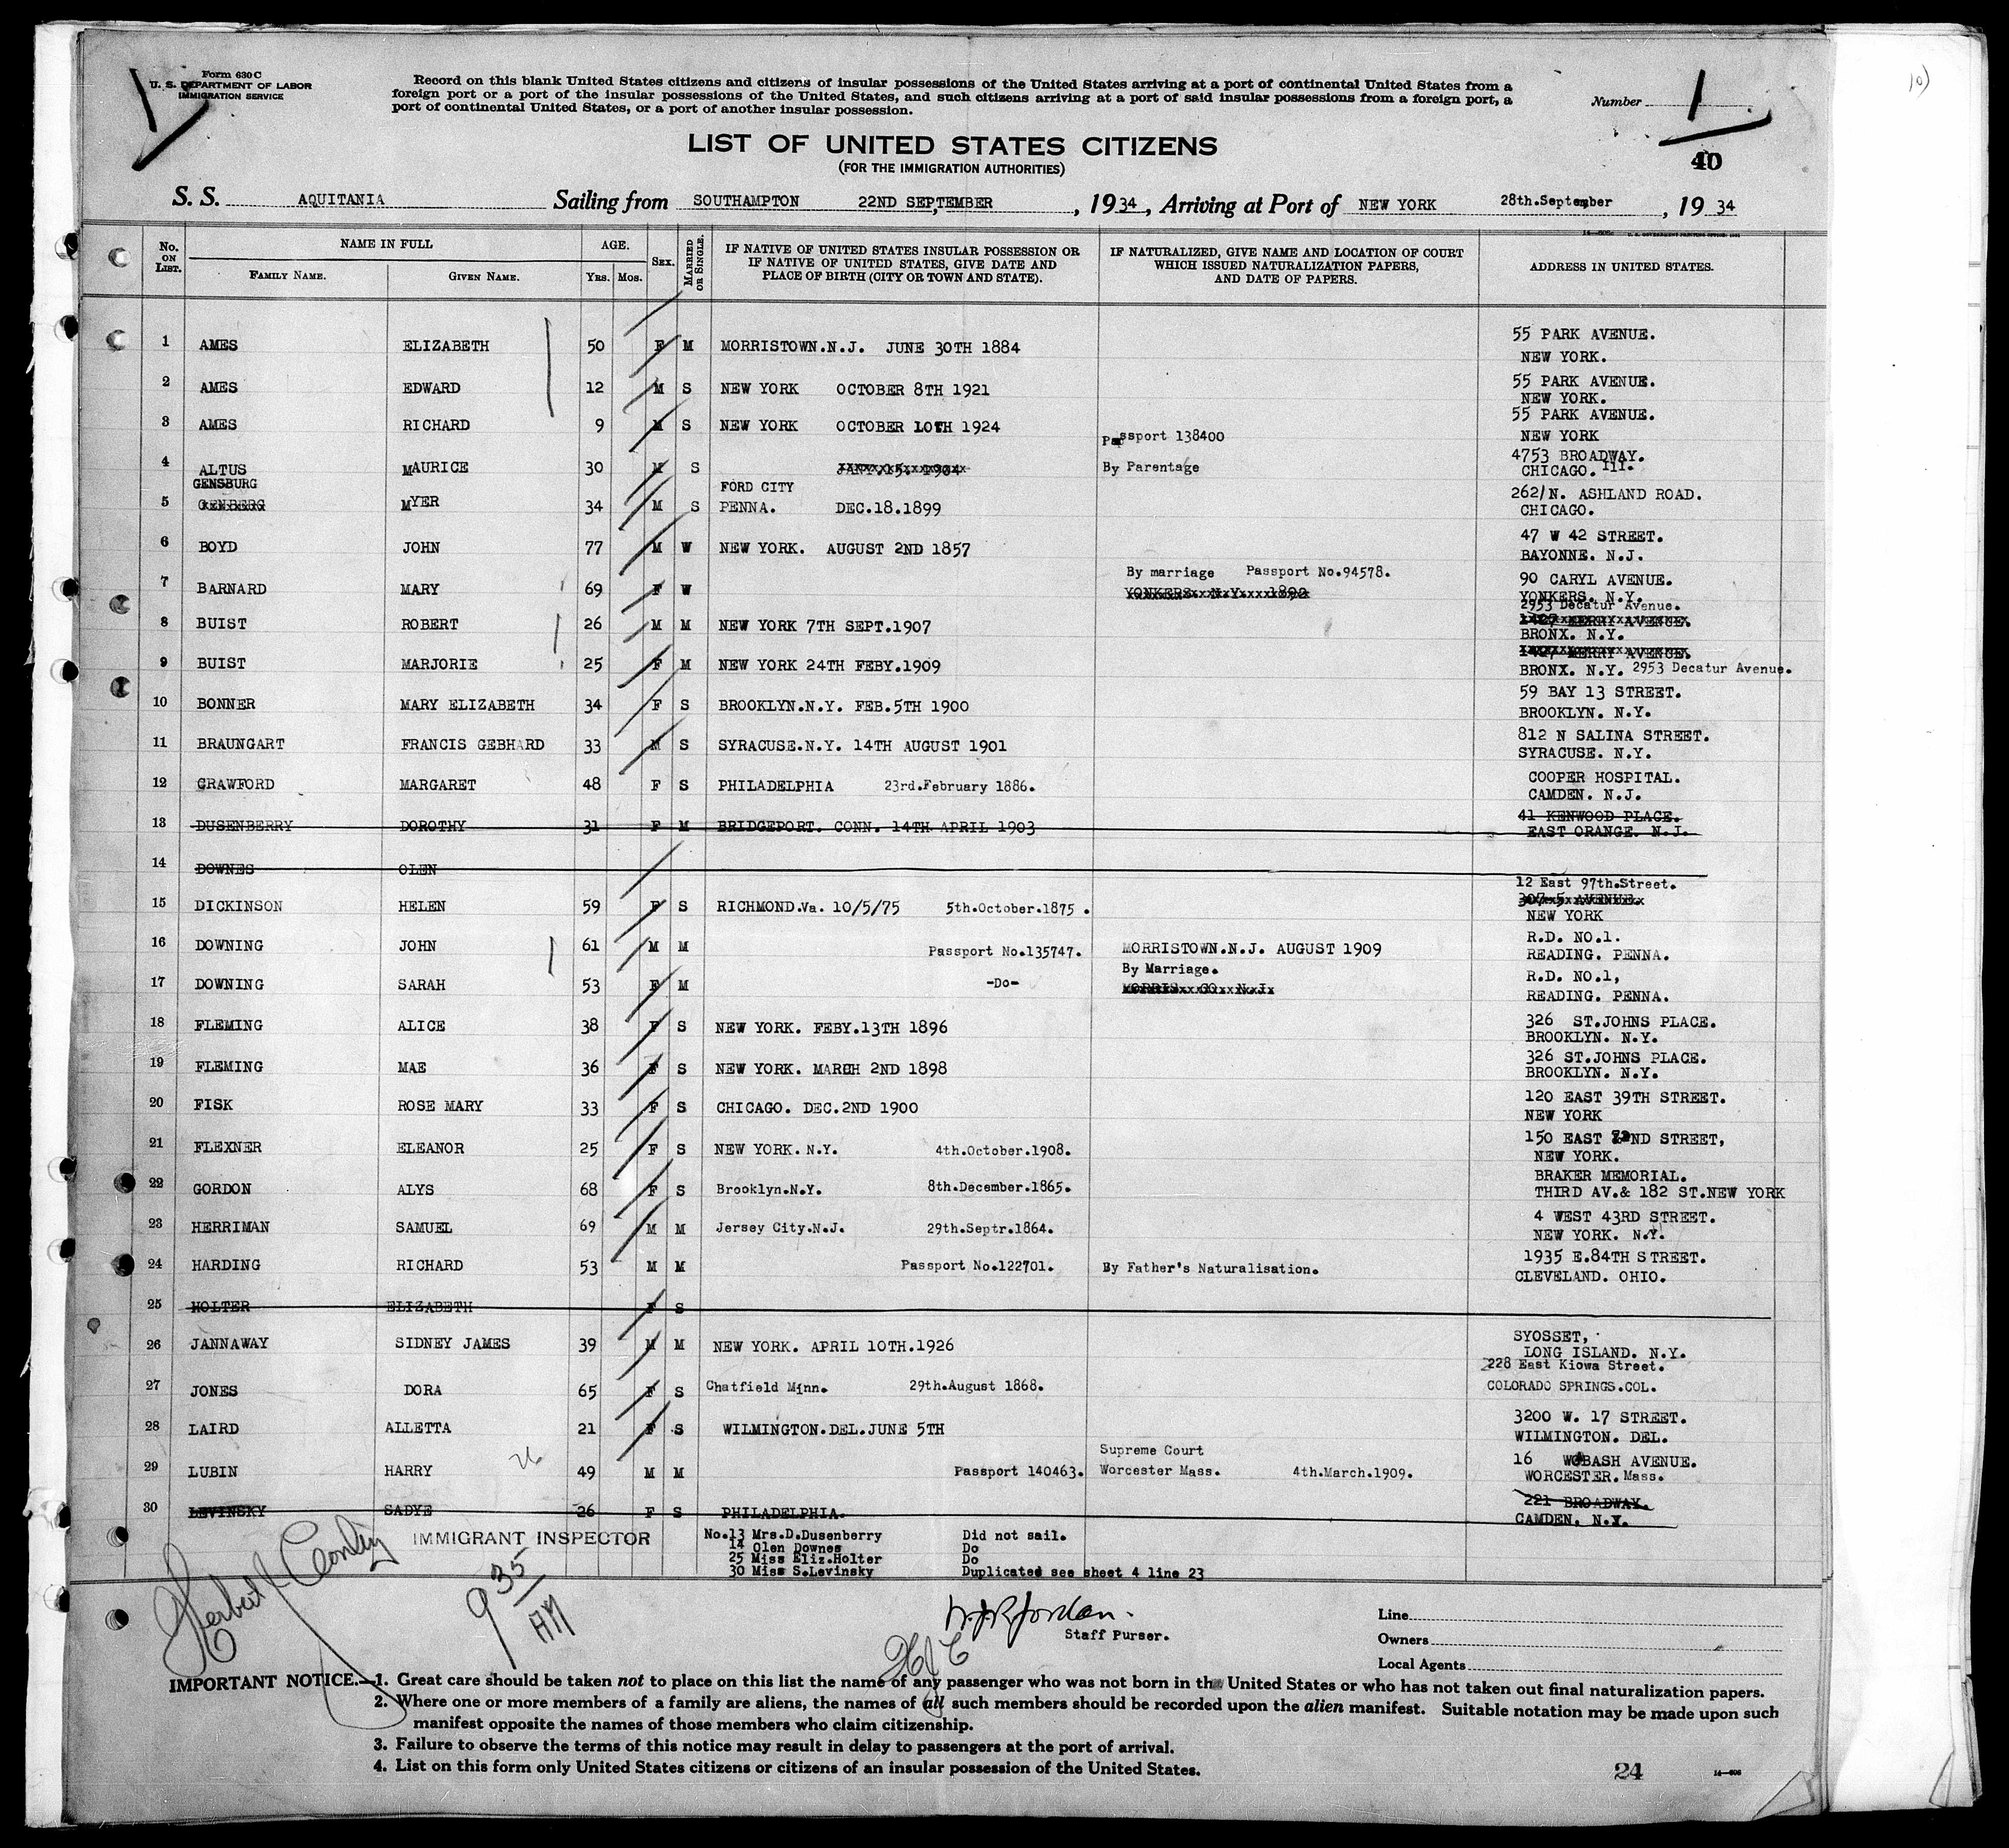 Form 630 C
U. S. DEPARTMENT OF LABOR
IMMIGRATION SERVICE
Record on this blank United States citizens and citizens of insular possessions of the United States arriving at a port of continental United States from a
foreign port or a port of the insular possessions of the United States, and such citizens arriving at a port of said insular possessions from a foreign port, a
port of continental United States, or a port of another insular possession.
Number 1
LIST OF UNITED STATES CITIZENS
(FOR THE IMMIGRATION AUTHORITIES)
40
S. S. AQUITANIA Sailing from SOUTHAMPTON 22ND SEPTEMBER, 1934, Arriving at Port of NEW YORK 28th.September, 1934
No. ON LIST. NAME IN FULL FAMILY NAME. GIVEN NAME. AGE. Yrs. Mos. SEX. MARRIED OR SINGLE. IF NATIVE OF UNITED STATES INSULAR POSSESSION OR IF NATIVE OF UNITED STATES, GIVE DATE AND PLACE OF BIRTH (CITY OR TOWN AND STATE). IF NATURALIZED, GIVE NAME AND LOCATION OF COURT WHICH ISSUED NATURALIZATION PAPERS, AND DATE OF PAPERS. ADDRESS IN UNITED STATES.
1 AMES ELIZABETH 50 F M MORRISTOWN.N.J. JUNE 30TH 1884 55 PARK AVENUE.
NEW YORK.
2 AMES EDWARD 12 M S NEW YORK OCTOBER 8TH 1921 55 PARK AVENUE.
NEW YORK.
3 AMES RICHARD 9 M S NEW YORK OCTOBER 10TH 1924 55 PARK AVENUE.
NEW YORK
Passport 138400
4 ALTUS MAURICE 30 M S JANY.15. 1904 By Parentage 4753 BROADWAY.
CHICAGO. Ill.
GENSBURG FORD CITY
5 GENBERG MYER 34 M S PENNA. DEC.18.1899 262/N. ASHLAND ROAD.
CHICAGO.
6 BOYD JOHN 77 M W NEW YORK. AUGUST 2ND 1857 47 W 42 STREET.
BAYONNE. N.J.
By marriage Passport No.94578.
7 BARNARD MARY 69 F W YONKERS. N.Y. 1892 90 CARYL AVENUE.
YONKERS. N.Y.
2953 Decatur Avenue.
8 BUIST ROBERT 26 M M NEW YORK 7TH SEPT.1907 AVENUE.
BRONX. N.Y.
9 BUIST MARJORIE 25 F M NEW YORK 24TH FEBY.1909 AVENUE.
BRONX. N.Y. 2953 Decatur Avenue.
10 BONNER MARY ELIZABETH 34 F S BROOKLYN.N.Y. FEB.5TH 1900 59 BAY 13 STREET.
BROOKLYN. N.Y.
11 BRAUNGART FRANCIS GEBHARD 33 M S SYRACUSE.N.Y. 14TH AUGUST 1901 812 N SALINA STREET.
SYRACUSE. N.Y.
12 CRAWFORD MARGARET 48 F S PHILADELPHIA 23rd.February 1886. COOPER HOSPITAL.
CAMDEN. N.J.
13 DUSENBERRY DOROTHY 31 F M BRIDGEPORT. CONN. 14TH APRIL 1903 41 KENWOOD PLACE.
EAST ORANGE. N.J.
14 DOWNES OLEN
12 East 97th.Street.
15 DICKINSON HELEN 59 F S RICHMOND.Va. 10/5/75 5th.October.1875 . 307 5 AVENUE.
NEW YORK
16 DOWNING JOHN 61 M M Passport No.135747. MORRISTOWN.N.J. AUGUST 1909 R.D. NO.1.
READING. PENNA.
By Marriage.
17 DOWNING SARAH 53 F M -Do- MORRIS. CO. N.J. R.D. NO.1,
READING. PENNA.
18 FLEMING ALICE 38 F S NEW YORK. FEBY.13TH 1896 326 ST.JOHNS PLACE.
BROOKLYN. N.Y.
19 FLEMING MAE 36 F S NEW YORK. MARCH 2ND 1898 326 ST.JOHNS PLACE.
BROOKLYN. N.Y.
20 FISK ROSE MARY 33 F S CHICAGO. DEC.2ND 1900 120 EAST 39TH STREET.
NEW YORK
21 FLEXNER ELEANOR 25 F S NEW YORK. N.Y. 4th.October.1908. 150 EAST 72ND STREET,
NEW YORK.
22 GORDON ALYS 68 F S Brooklyn.N.Y. 8th.December.1865. BRAKER MEMORIAL.
THIRD AV.& 182 ST.NEW YORK
23 HERRIMAN SAMUEL 69 M M Jersey City.N.J. 29th.Septr.1864. 4 WEST 43RD STREET.
NEW YORK. N.Y.
24 HARDING RICHARD 53 M M Passport No.122701. By Father's Naturalisation. 1935 E.84TH STREET.
CLEVELAND. OHIO.
25 HOLTER ELIZABETH F S
26 JANNAWAY SIDNEY JAMES 39 M M NEW YORK. APRIL 10TH.1926 SYOSSET,
LONG ISLAND. N.Y.
228 East Kiowa Street.
27 JONES DORA 65 F S Chatfield Minn. 29th.August 1868. COLORADO SPRINGS.COL.
28 LAIRD ALLETTA 21 F S WILMINGTON.DEL.JUNE 5TH 3200 W. 17 STREET.
WILMINGTON. DEL.
26 Supreme Court
29 LUBIN HARRY 49 M M Passport 140463. Worcester Mass. 4th.March.1909. 16 WABASH AVENUE.
WORCESTER. Mass.
30 LEVINSKY SADYE 26 F S PHILADELPHIA. 221 BROADWAY.
CAMDEN. N.Y.
IMMIGRANT INSPECTOR
No.13 Mrs.D.Dusenberry Did not sail.
14 Olen Downes Do
25 Miss Eliz.Holter Do
30 Miss S.Levinsky Duplicated see sheet 4 line 23
9 35 AM
Staff Purser.
HJC
Line
Owners
Local Agents
IMPORTANT NOTICE.—1. Great care should be taken not to place on this list the name of any passenger who was not born in the United States or who has not taken out final naturalization papers.
2. Where one or more members of a family are aliens, the names of all such members should be recorded upon the alien manifest. Suitable notation may be made upon such
manifest opposite the names of those members who claim citizenship.
3. Failure to observe the terms of this notice may result in delay to passengers at the port of arrival.
4. List on this form only United States citizens or citizens of an insular possession of the United States.
24